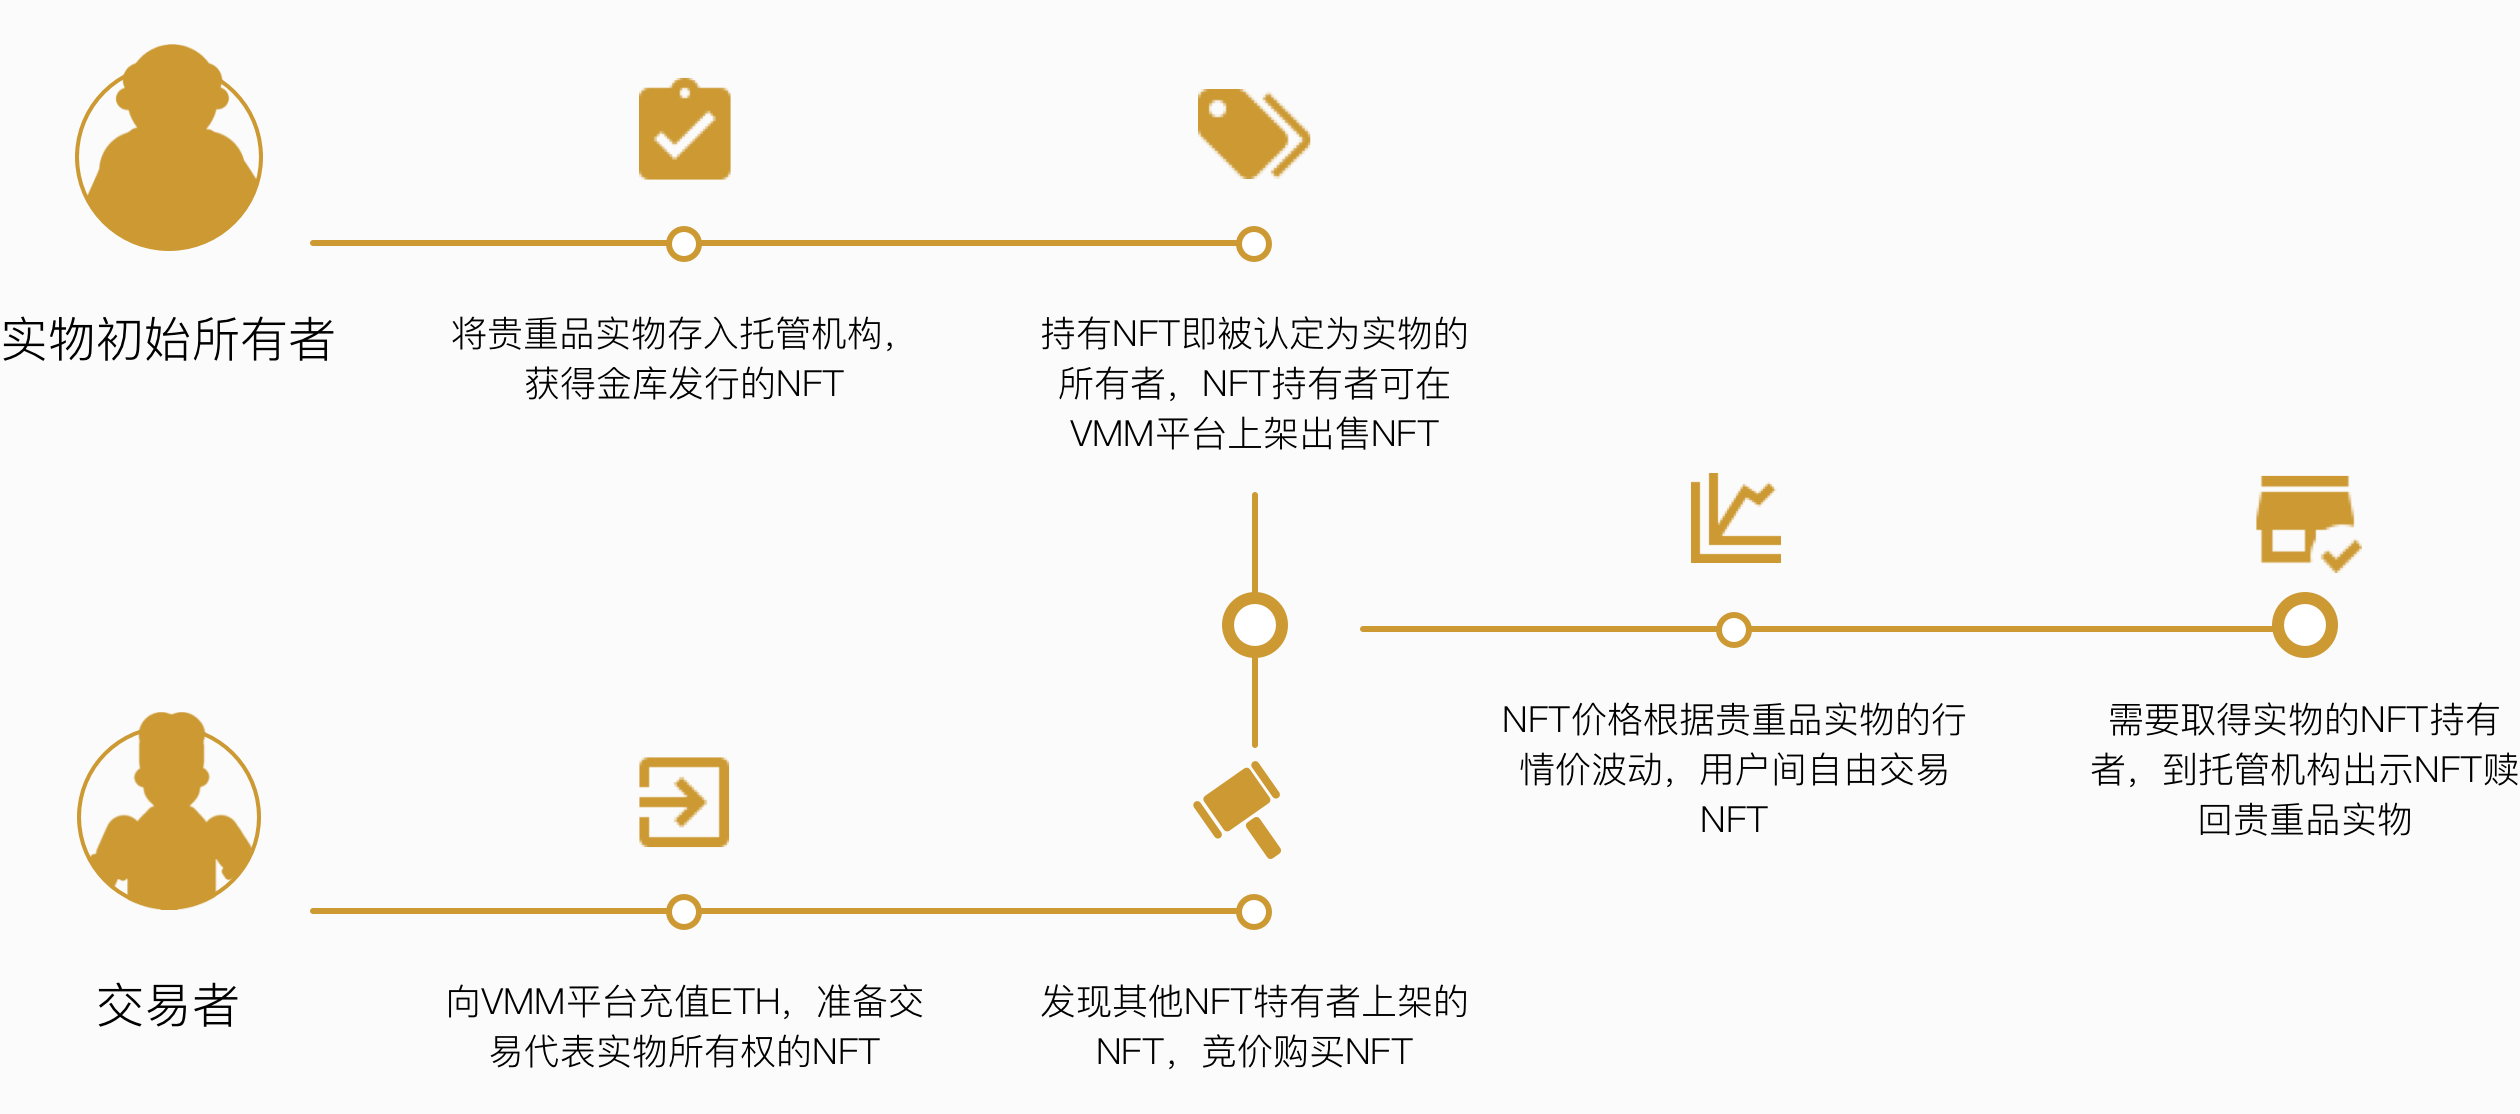 实物初始所有者
将贵重品实物存入托管机构，
获得金库发行的NFT
持有NFT即被认定为实物的
所有者，NFT持有者可在
VMM平台上架出售NFT
NFT价格根据贵重品实物的行
情价波动，用户间自由交易
NFT
需要取得实物的NFT持有
者，到托管机构出示NFT赎
回贵重品实物
交易者
向VMM平台充值ETH，准备交
易代表实物所有权的NFT
发现其他NFT持有者上架的
NFT，竞价购买NFT